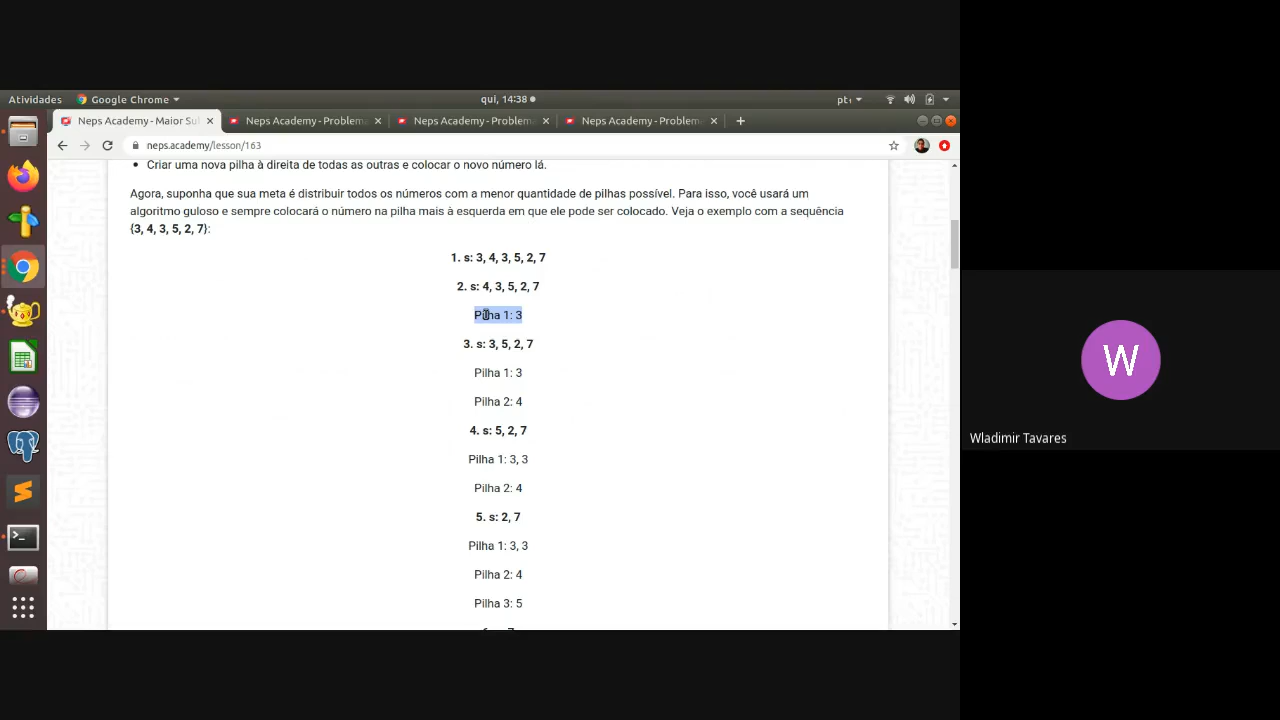 Atividades
Google Chrome
qui, 14:38
pt
Neps Academy - Maior Sul
Neps Academy - Problema
Neps Academy - Problema
Neps Academy - Problema
neps.academy/lesson/163
• Criar uma nova pilha à direita de todas as outras e colocar o novo número lá.
Agora, suponha que sua meta é distribuir todos os números com a menor quantidade de pilhas possível. Para isso, você usará um
algoritmo guloso e sempre colocará o número na pilha mais à esquerda em que ele pode ser colocado. Veja o exemplo com a sequência
{3, 4, 3, 5, 2, 7}:
1. s: 3, 4, 3, 5, 2, 7
2. s: 4, 3, 5, 2, 7
Pilha 1: 3
3. s: 3, 5, 2, 7
Pilha 1: 3
Pilha 2: 4
4. s: 5, 2, 7
Pilha 1: 3, 3
Pilha 2: 4
5. s: 2, 7
Pilha 1: 3, 3
Pilha 2: 4
Pilha 3: 5
W
Wladimir Tavares